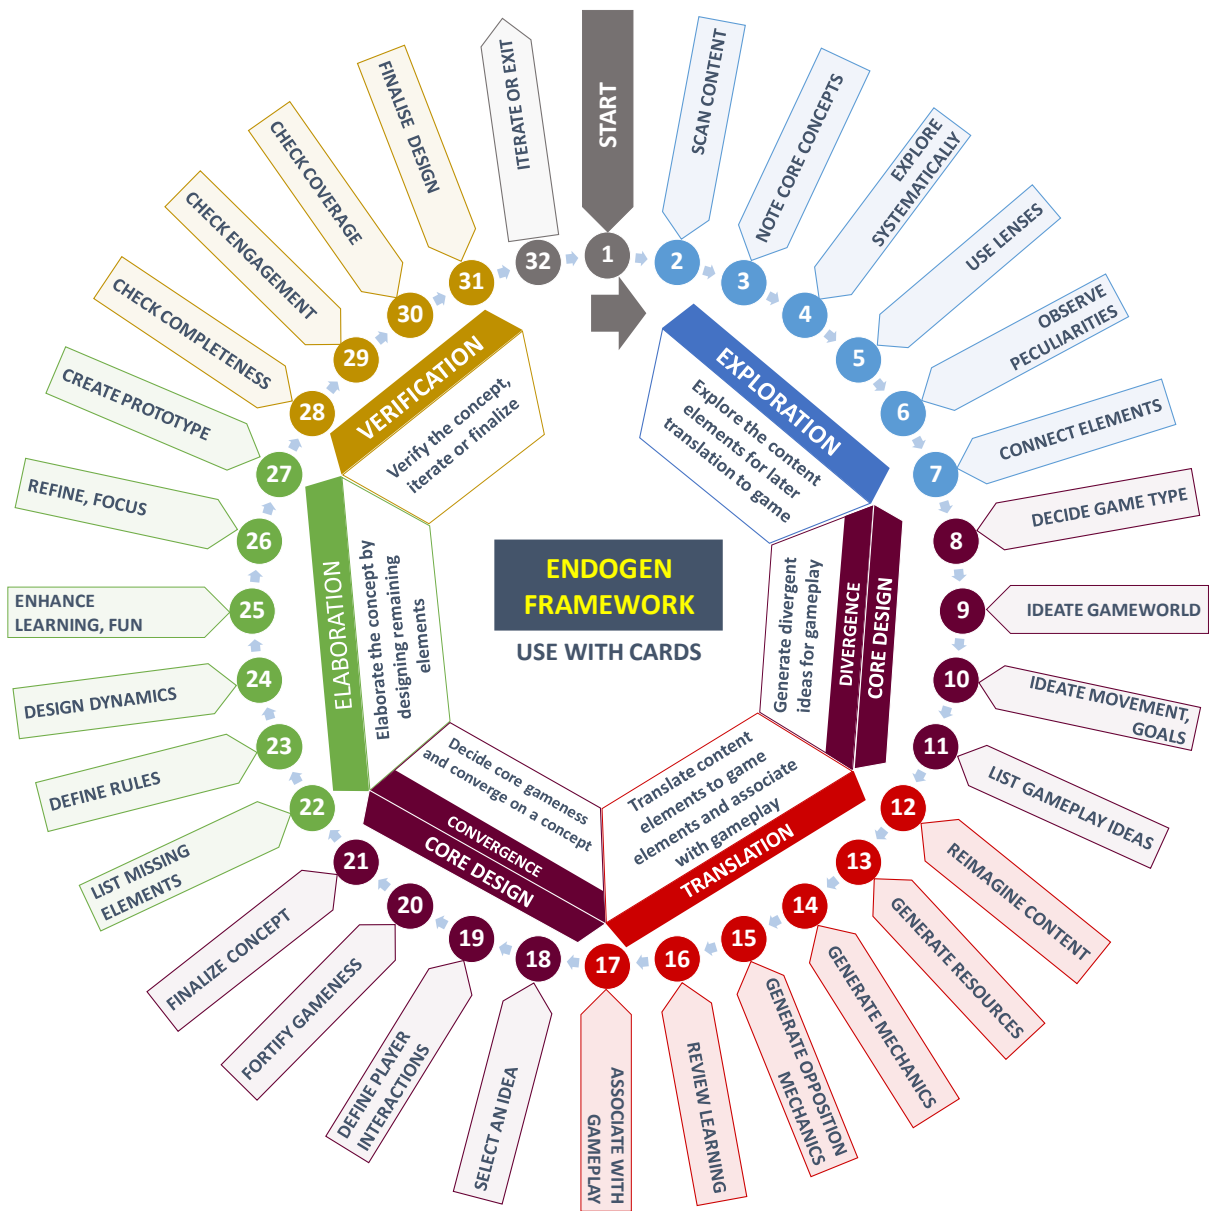 START
1
SCAN CONTENT
2
NOTE CORE CONCEPTS
3
EXPLORE
SYSTEMATICALLY
4
USE LENSES
5
OBSERVE
PECULIARITIES
6
CONNECT ELEMENTS
7
DECIDE GAME TYPE
8
IDEATE GAMEWORLD
9
IDEATE MOVEMENT,
GOALS
10
LIST GAMEPLAY IDEAS
11
REIMAGINE CONTENT
12
GENERATE RESOURCES
13
GENERATE MECHANICS
14
GENERATE OPPOSITION
MECHANICS
15
REVIEW LEARNING
16
ASSOCIATE WITH
GAMEPLAY
17
SELECT AN IDEA
18
DEFINE PLAYER
INTERACTIONS
19
FORTIFY GAMENESS
20
FINALIZE CONCEPT
21
LIST MISSING
ELEMENTS
22
DEFINE RULES
23
DESIGN DYNAMICS
24
ENHANCE
LEARNING, FUN
25
REFINE, FOCUS
26
CREATE PROTOTYPE
27
CHECK COMPLETENESS
28
CHECK ENGAGEMENT
29
CHECK COVERAGE
30
FINALISE DESIGN
31
ITERATE OR EXIT
32
EXPLORATION
Explore the content
elements for later
translation to game
CORE DESIGN
DIVERGENCE
Generate divergent
ideas for gameplay
TRANSLATION
Translate content
elements to game
elements and associate
with gameplay
CORE DESIGN
CONVERGENCE
Decide core gameness
and converge on a concept
ELABORATION
Elaborate the concept by
designing remaining
elements
VERIFICATION
Verify the concept,
iterate or finalize
ENDOGEN
FRAMEWORK
USE WITH CARDS